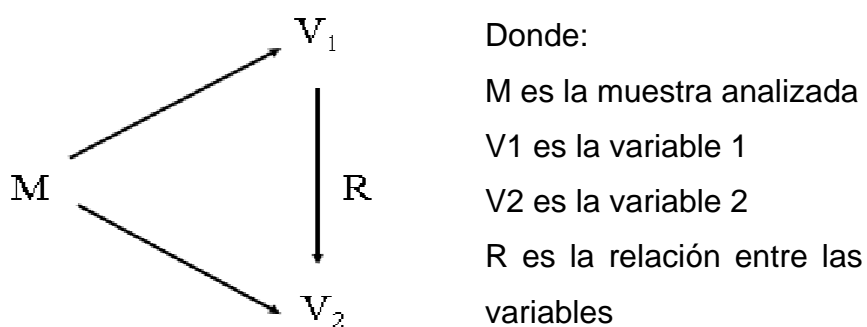 V₁
M
R
V₂
Donde:
M es la muestra analizada
V1 es la variable 1
V2 es la variable 2
R es la relación entre las
variables